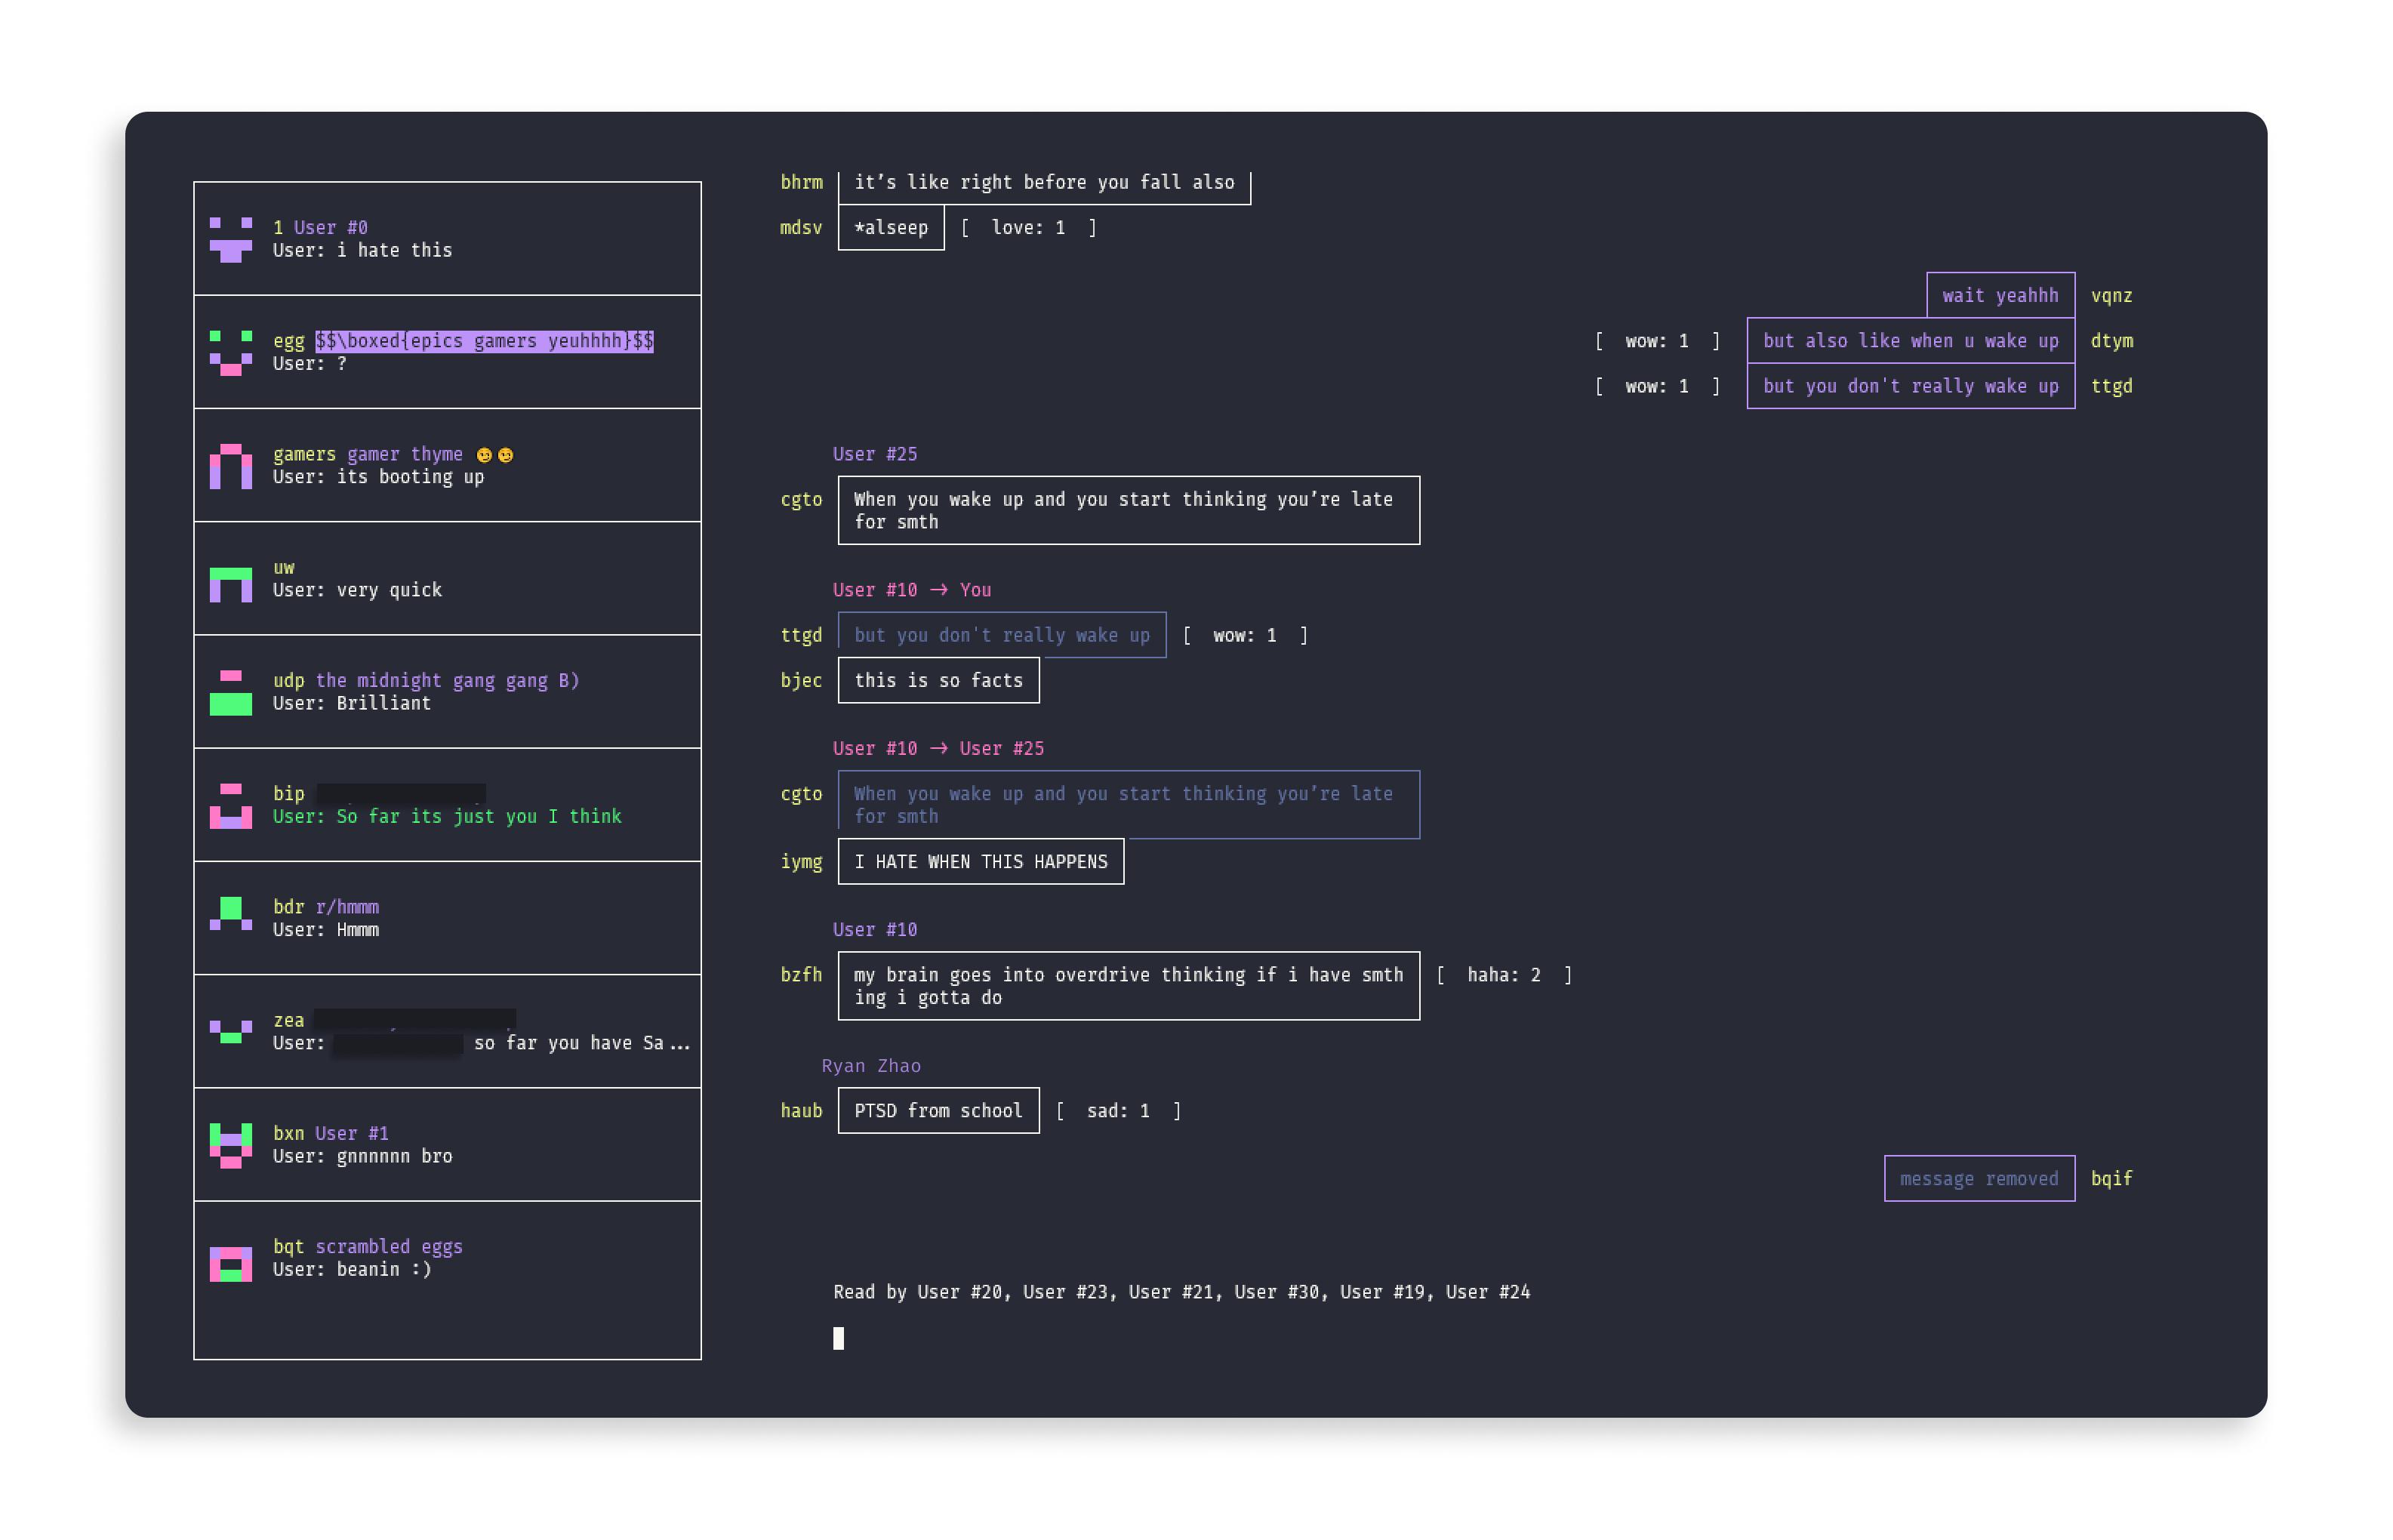 1 User #0
User: i hate this
egg $$\boxed{epics gamers yeuhhhh}$$
User: ?
gamers gamer thyme 😏😏
User: its booting up
uw
User: very quick
udp the midnight gang gang B)
User: Brilliant
bip
User: So far its just you I think
bdr r/hmmm
User: Hmmm
zea
User: so far you have Sa...
bxn User #1
User: gnnnnnn bro
bqt scrambled eggs
User: beanin :)
bhrm it’s like right before you fall also
mdsv *alseep [ love: 1 ]
wait yeahhh vqnz
[ wow: 1 ] but also like when u wake up dtym
[ wow: 1 ] but you don't really wake up ttgd
User #25
cgto When you wake up and you start thinking you’re late
for smth
User #10 → You
ttgd but you don't really wake up [ wow: 1 ]
bjec this is so facts
User #10 → User #25
cgto When you wake up and you start thinking you’re late
for smth
iymg I HATE WHEN THIS HAPPENS
User #10
bzfh my brain goes into overdrive thinking if i have smth [ haha: 2 ]
ing i gotta do
Ryan Zhao
haub PTSD from school [ sad: 1 ]
message removed bqif
Read by User #20, User #23, User #21, User #30, User #19, User #24